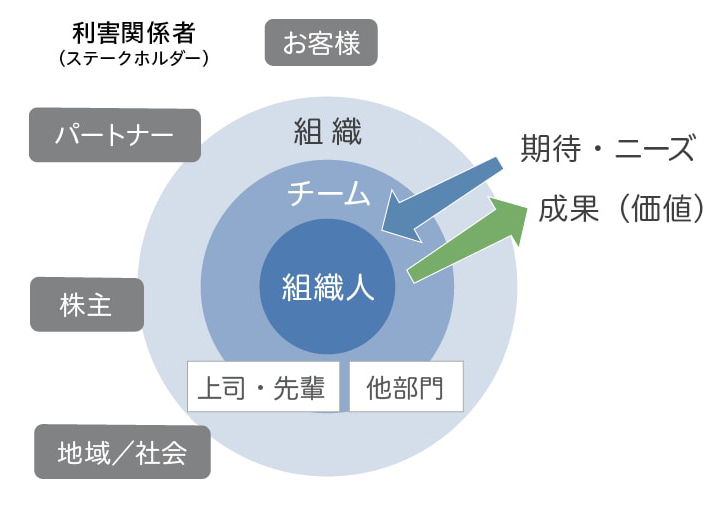 利害関係者
（ステークホルダー）
お客様
パートナー
組織
期待・ニーズ
チーム
成果（価値）
組織人
株主
上司・先輩
他部門
地域／社会